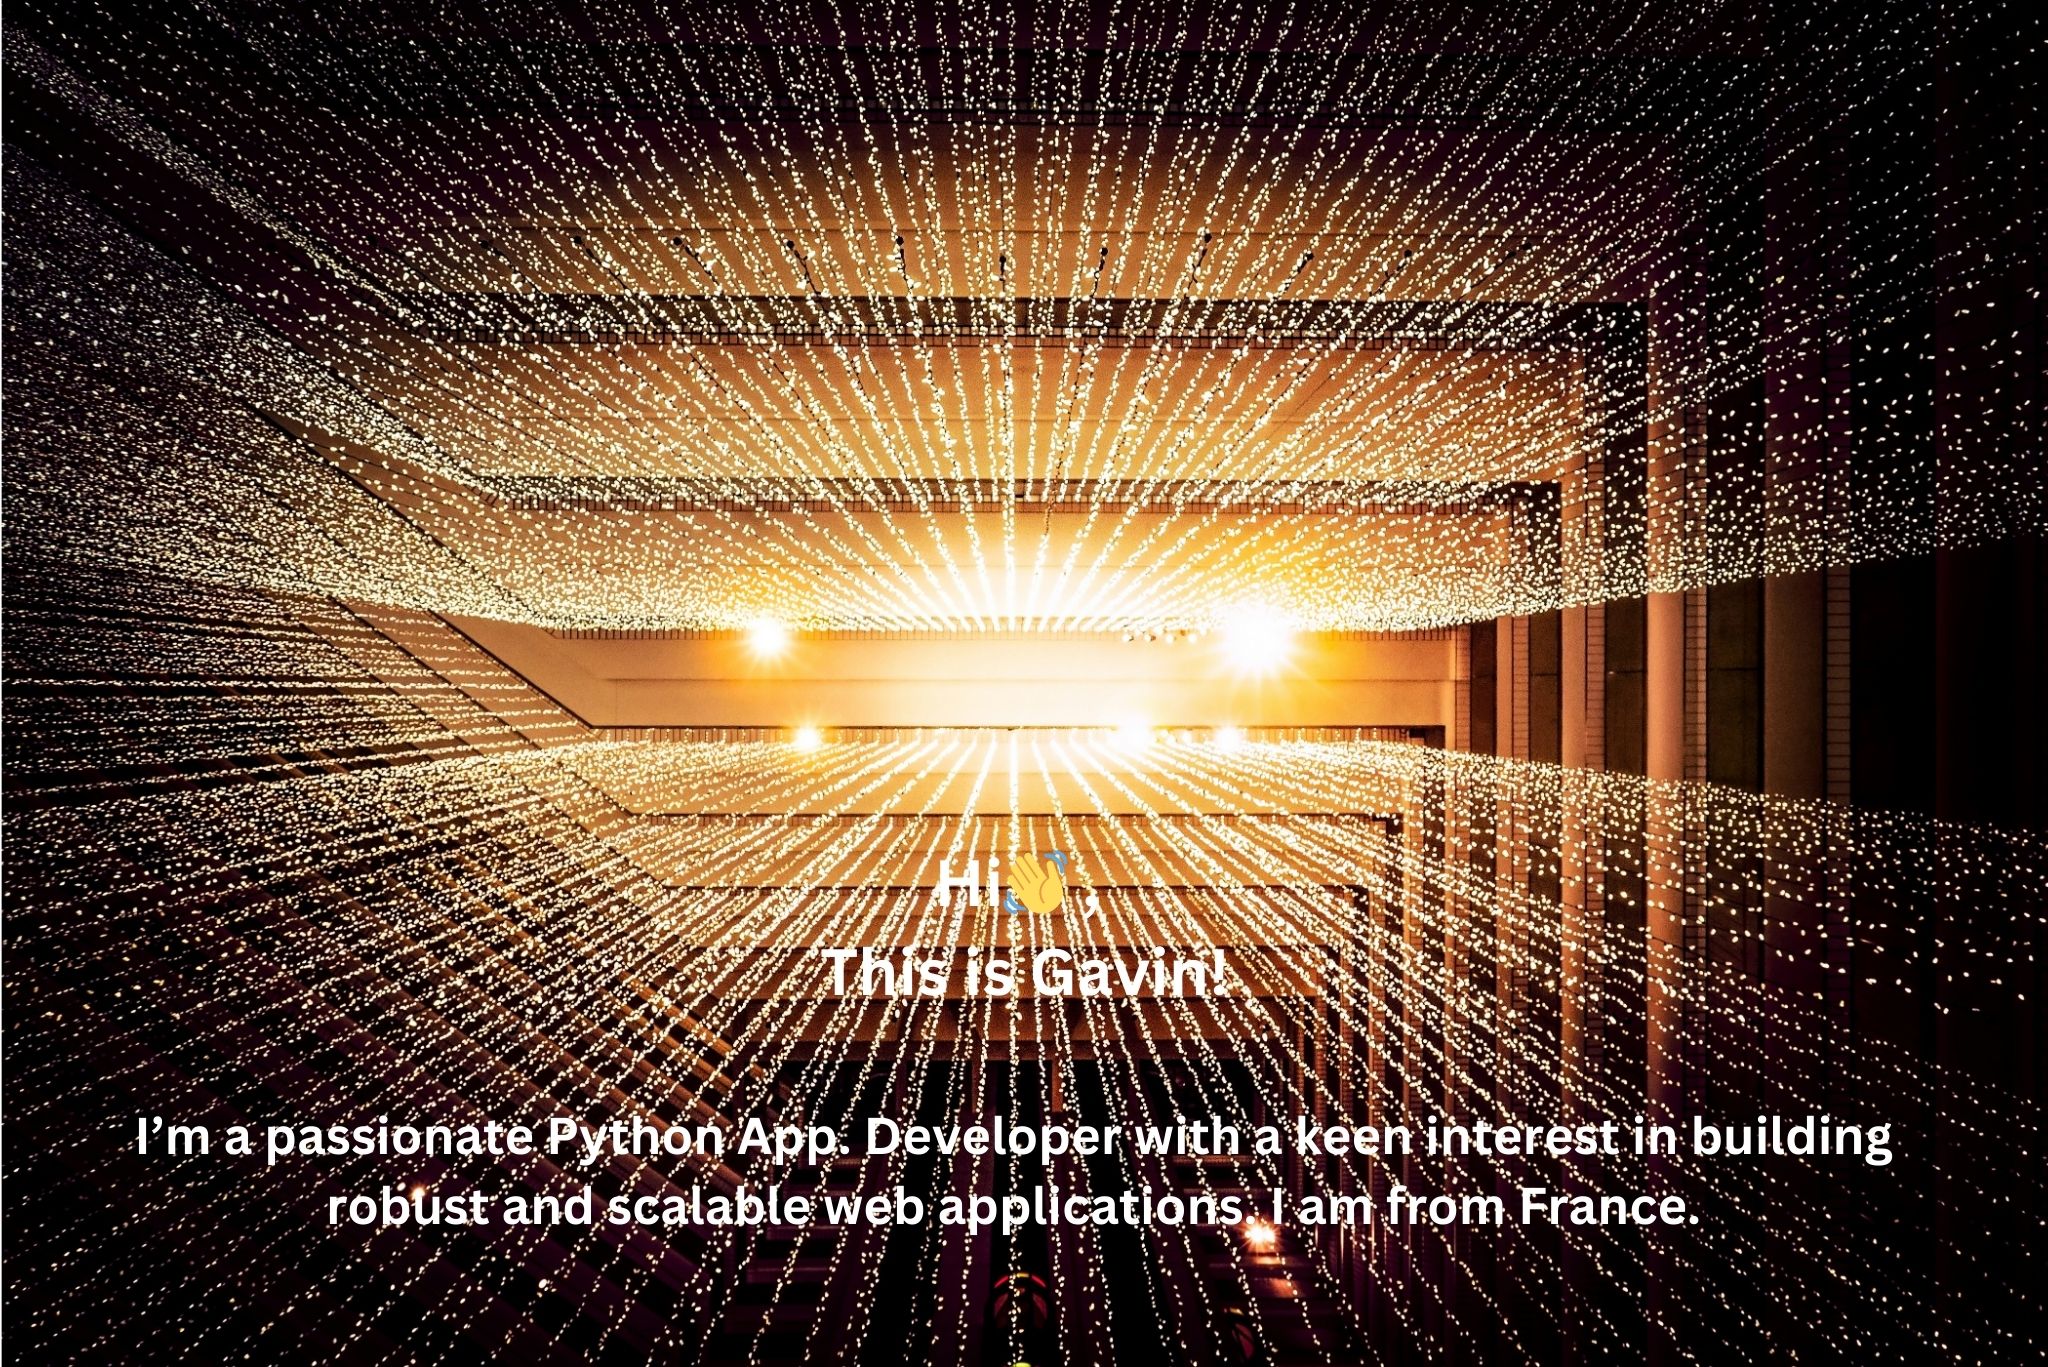 Hi👋,
This is Gavin!
I’m a passionate Python App. Developer with a keen interest in building
robust and scalable web applications. I am from France.